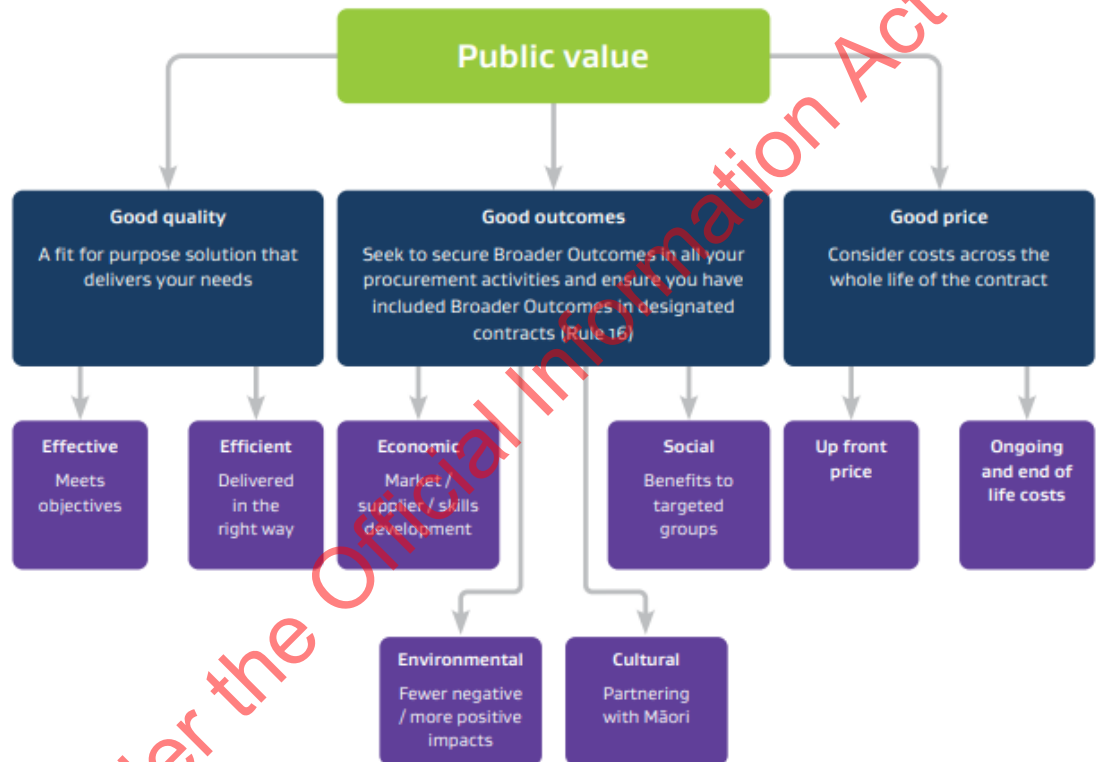 Public value
Good quality
A fit for purpose solution that
delivers your needs
Good outcomes
Seek to secure Broader Outcomes in all your
procurement activities and ensure you have
included Broader Outcomes in designated
contracts (Rule 16)
Good price
Consider costs across the
whole life of the contract
Effective
Meets
objectives
Efficient
Delivered
in the
right way
Economic
Market /
supplier / skills
development
Social
Benefits to
targeted
groups
Up front
price
Ongoing
and end of
life costs
Environmental
Fewer negative
/ more positive
impacts
Cultural
Partnering
with Māori
the Official Information Act